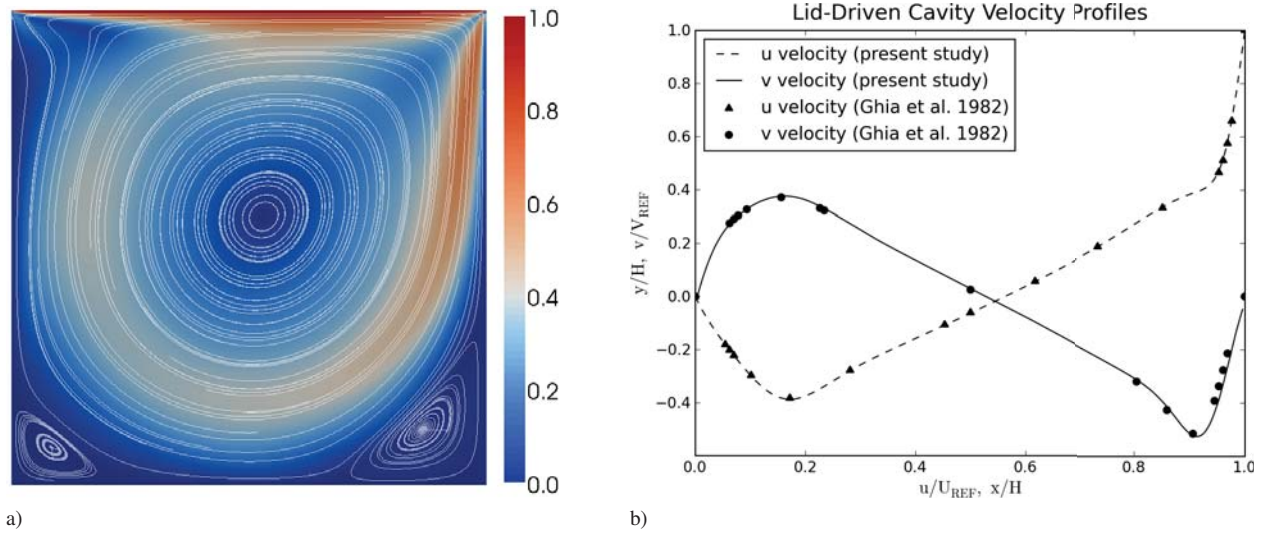 1.0
0.8
0.6
0.4
0.2
0.0
a)
Lid-Driven Cavity Velocity Profiles
u velocity (present study)
v velocity (present study)
u velocity (Ghia et al. 1982)
v velocity (Ghia et al. 1982)
1.0
0.8
0.6
0.4
0.2
0.0
−0.2
−0.4
y/H, v/V_REF
0.0
0.2
0.4
0.6
0.8
1.0
u/U_REF, x/H
b)